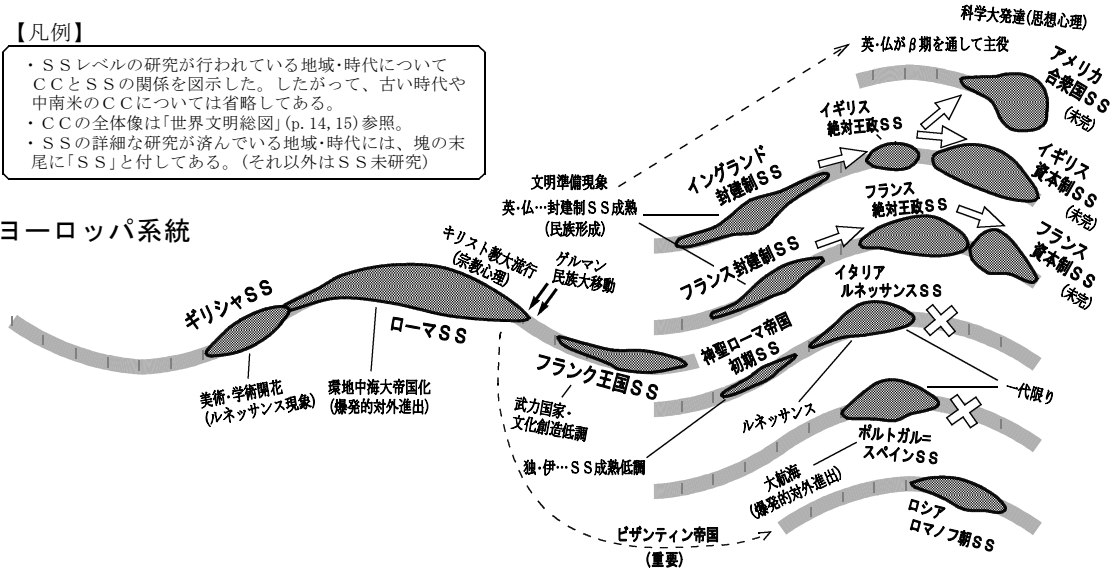 【凡例】
・ＳＳレベルの研究が行われている地域･時代について
ＣＣとＳＳの関係を図示した。したがって、古い時代や
中南米のＣＣについては省略してある。
・ＣＣの全体像は｢世界文明総図｣(p.14,15)参照。
・ＳＳの詳細な研究が済んでいる地域･時代には、塊の末
尾に｢ＳＳ｣と付してある。(それ以外はＳＳ未研究)
ヨーロッパ系統
科学大発達(思想心理)
英･仏がβ期を通して主役
アメリカ
合衆国ＳＳ
(未完)
イギリス
絶対王政ＳＳ
イギリス
資本制ＳＳ
(未完)
イングランド
封建制ＳＳ
文明準備現象
英･仏…封建制ＳＳ成熟
(民族形成)
フランス
絶対王政ＳＳ
フランス
資本制ＳＳ
(未完)
フランス封建制ＳＳ
キリスト教大流行
(宗教心理)
ゲルマン
民族大移動
ギリシャＳＳ
ローマＳＳ
フランク王国ＳＳ
イタリア
ルネッサンスＳＳ
神聖ローマ帝国
初期ＳＳ
美術･学術開花
(ルネッサンス現象)
環地中海大帝国化
(爆発的対外進出)
武力国家･
文化創造低調
ルネッサンス
一代限り
独･伊…ＳＳ成熟低調
ポルトガル=
スペインＳＳ
大航海
(爆発的対外進出)
ロシア
ロマノフ朝ＳＳ
ビザンティン帝国
(重要)